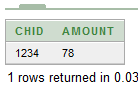 CHID AMOUNT
1234 78
1 rows returned in 0.03